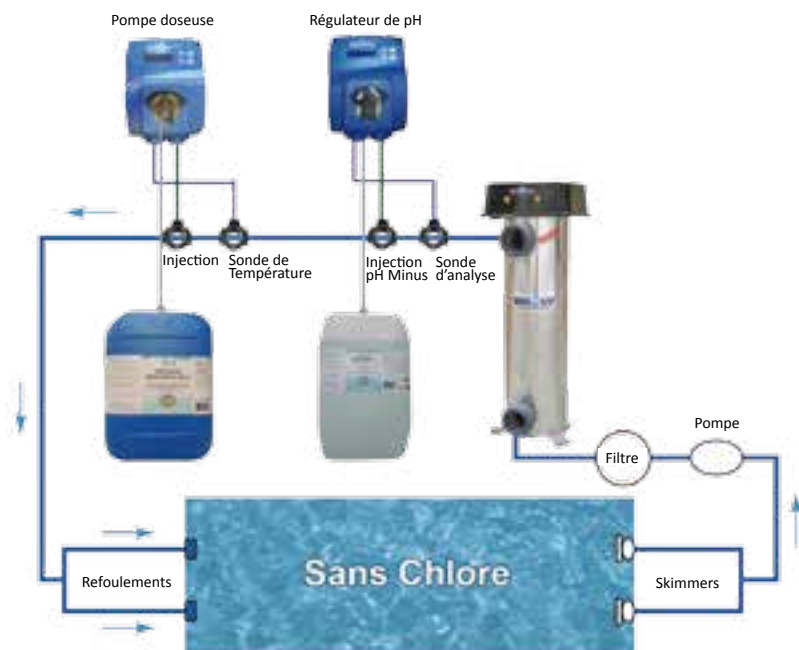 Pompe doseuse
Régulateur de pH
Injection
Sonde de
Température
Injection
pH Minus
Sonde
d'analyse
Pompe
Filtre
Refoulements
Sans Chlore
Skimmers